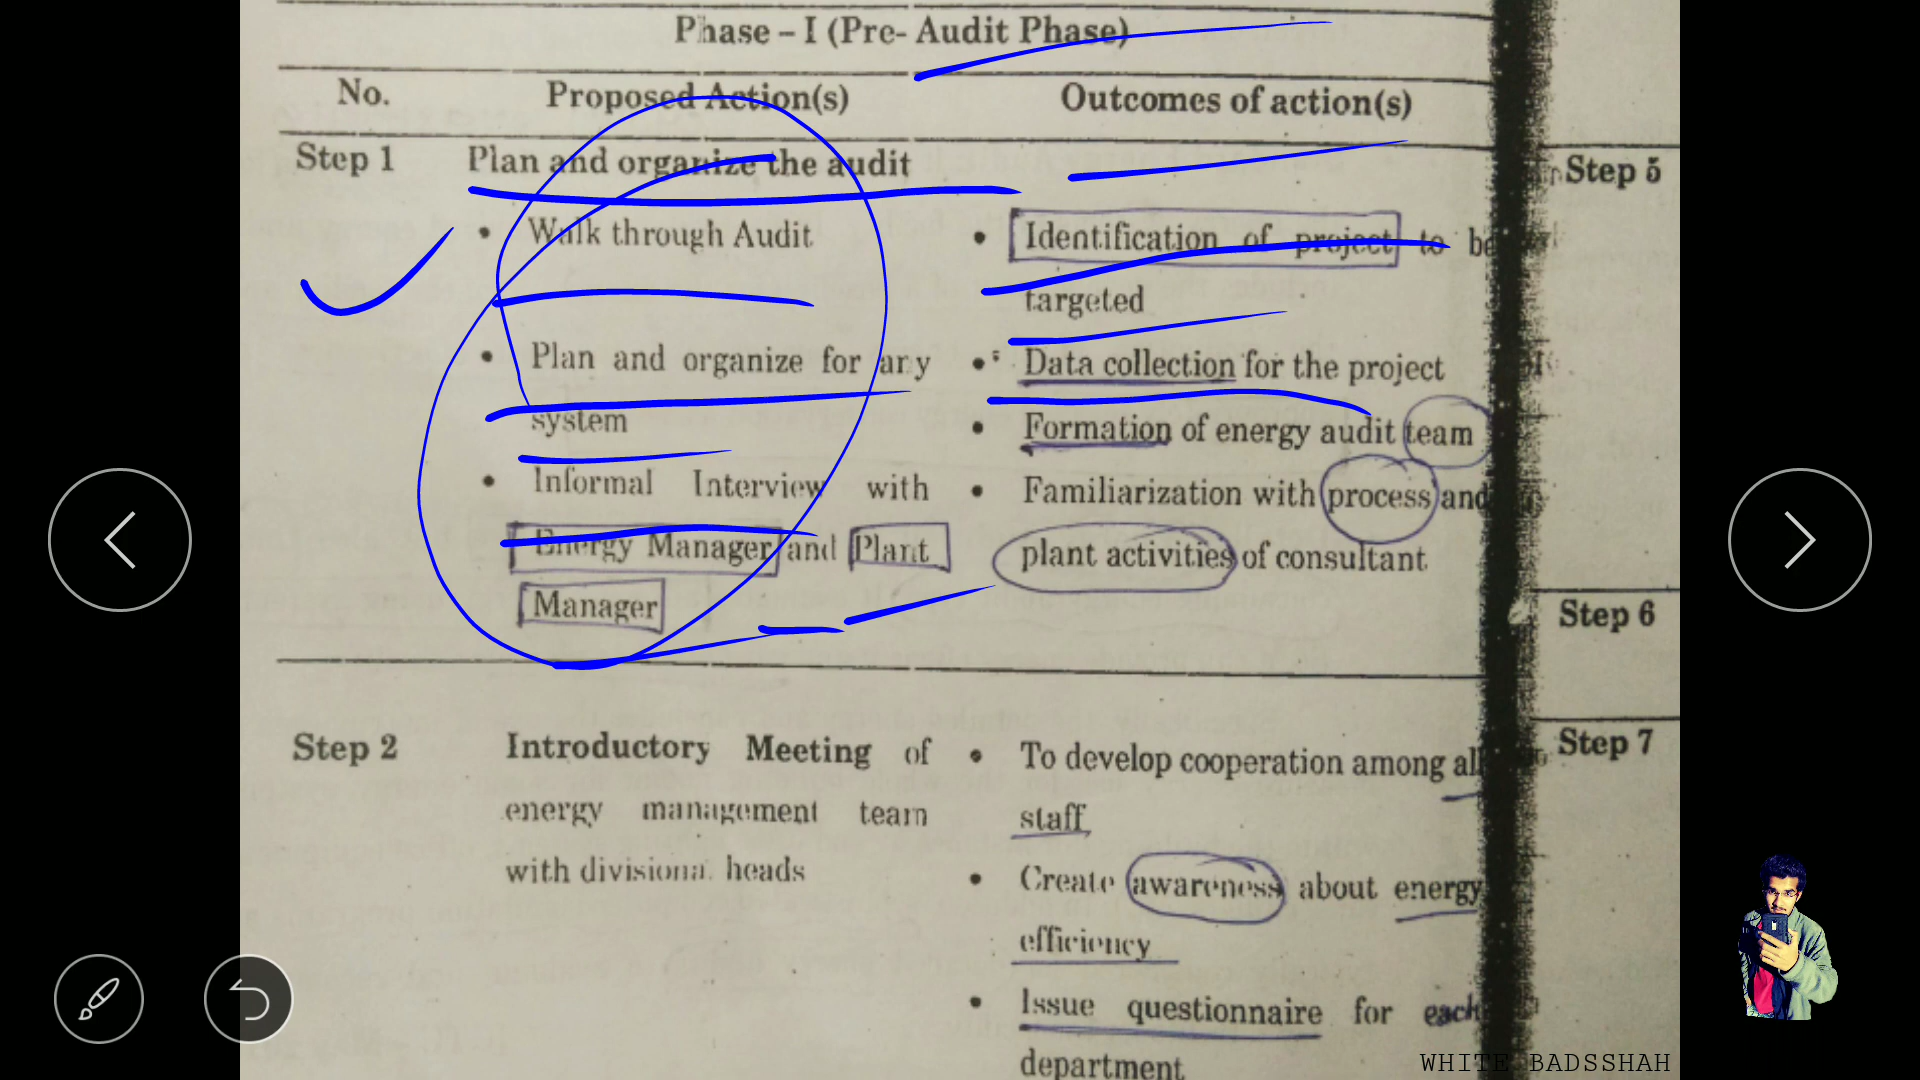 Phase – I (Pre- Audit Phase)
No. Proposed Action(s) Outcomes of action(s)
Step 1 Plan and organize the audit
• Walk through Audit
• Plan and organize for any
system
• Informal Interview with
Energy Manager and Plant
Manager
• Identification of project to be
targeted
• Data collection for the project
• Formation of energy audit team
• Familiarization with process and
plant activities of consultant
Step 2 Introductory Meeting of
energy management team
with divisional heads
• To develop cooperation among all
staff
• Create awareness about energy
efficiency
• Issue questionnaire for each
department
Step 5
Step 6
Step 7
WHITE BADSSHAH